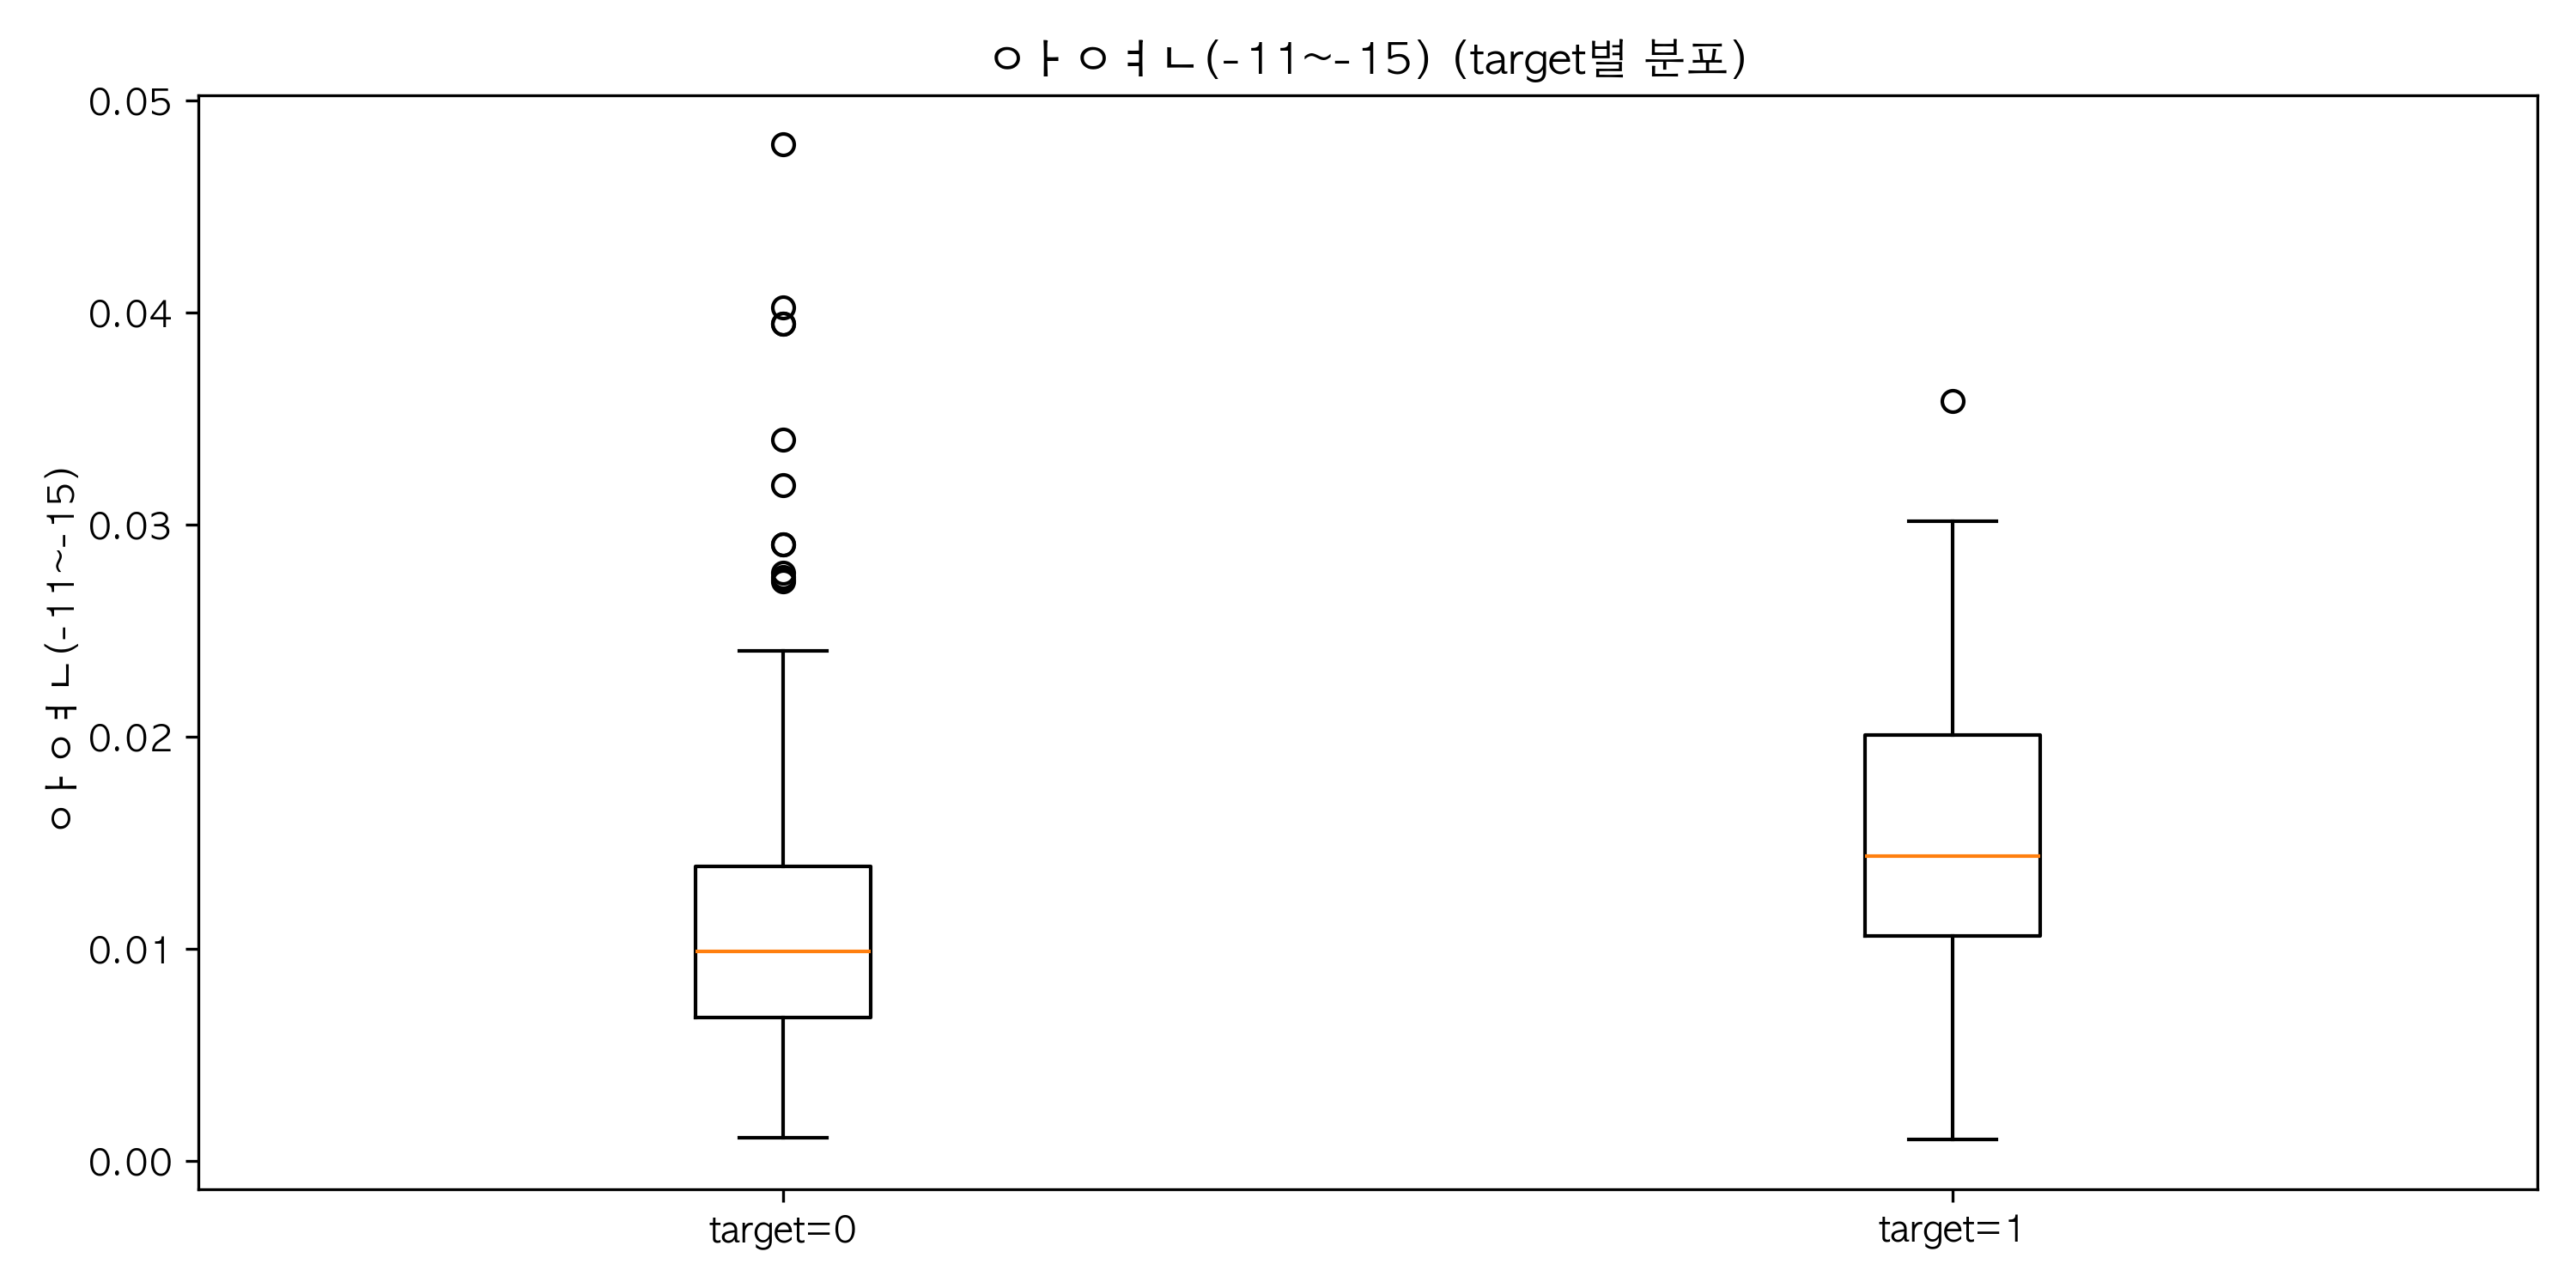 ㅇㅏㅇㅕㄴ(-11~-15) (target별 분포)
ㅇㅏㅇㅕㄴ(-11~-15)
0.05
0.04
0.03
0.02
0.01
0.00
target=0
target=1